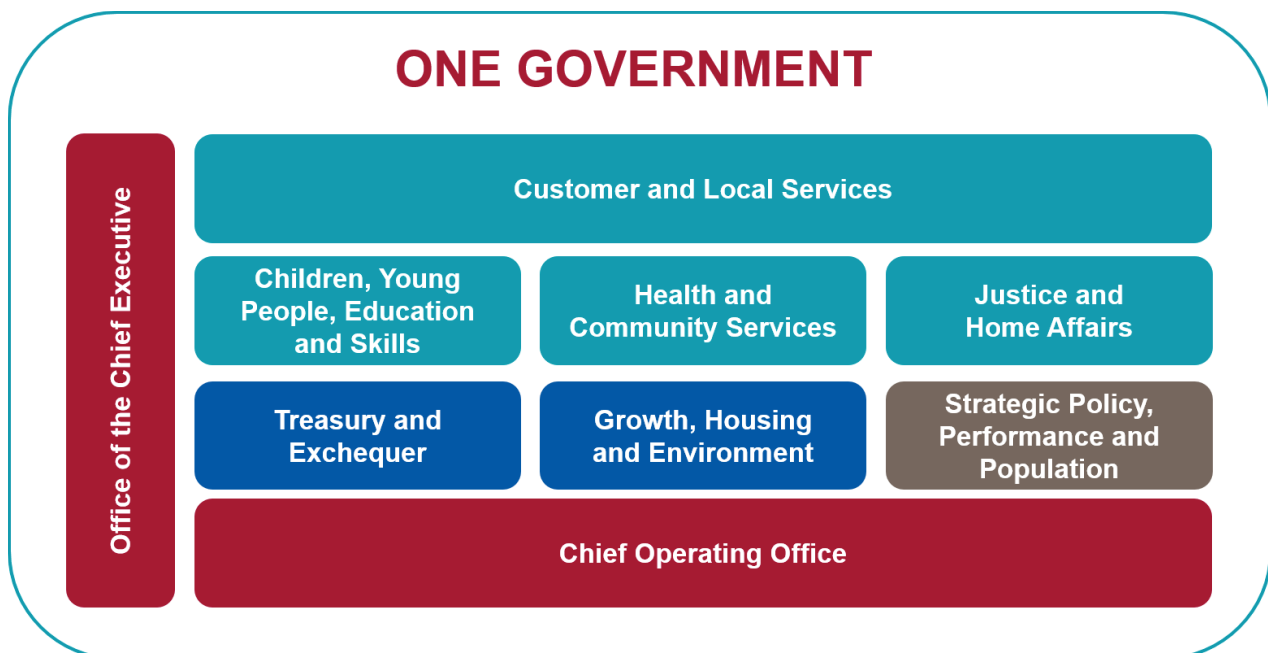 ONE GOVERNMENT
Office of the Chief Executive
Customer and Local Services
Children, Young
People, Education
and Skills
Health and
Community Services
Justice and
Home Affairs
Treasury and
Exchequer
Growth, Housing
and Environment
Strategic Policy,
Performance and
Population
Chief Operating Office